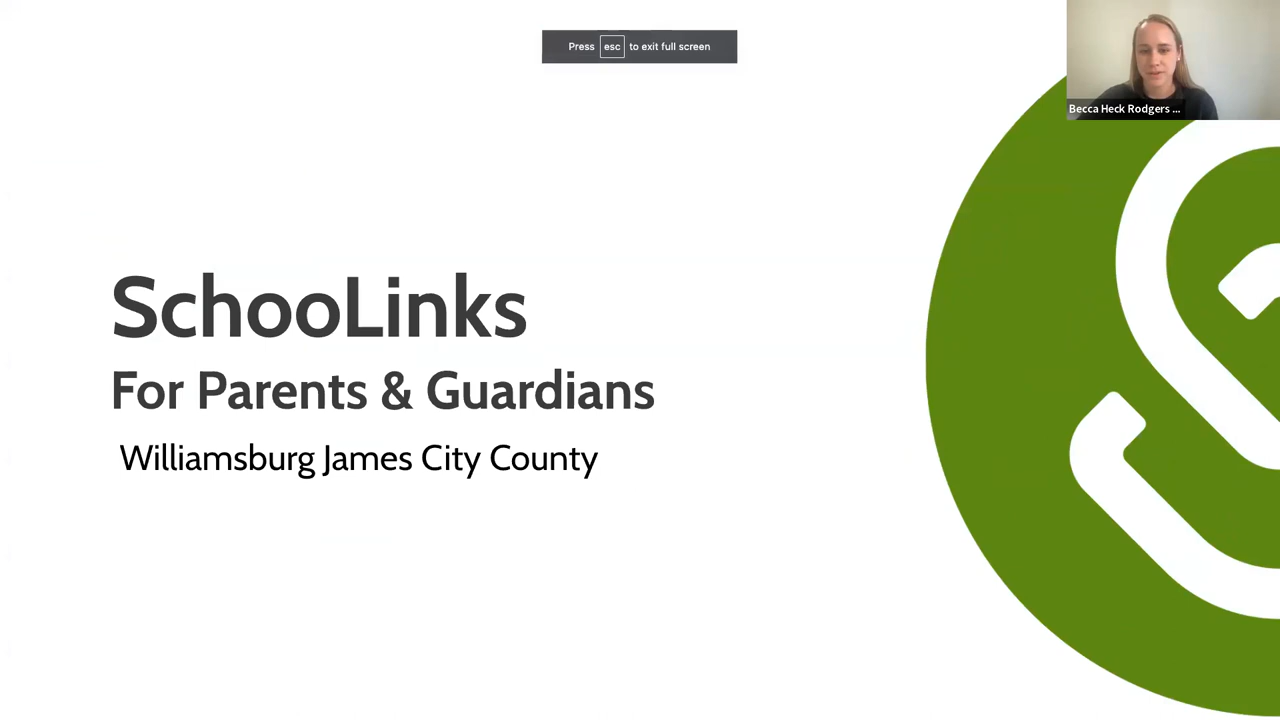 Press esc to exit full screen
Becca Heck Rodgers ...
SchooLinks
For Parents & Guardians
Williamsburg James City County